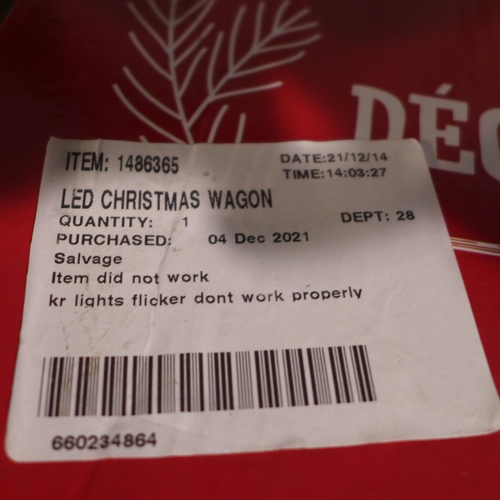 DÉC
ITEM: 1486365 DATE:21/12/14
TIME:14:03:27
LED CHRISTMAS WAGON
QUANTITY: 1 DEPT: 28
PURCHASED: 04 Dec 2021
Salvage
Item did not work
kr lights flicker dont work properly
660234864